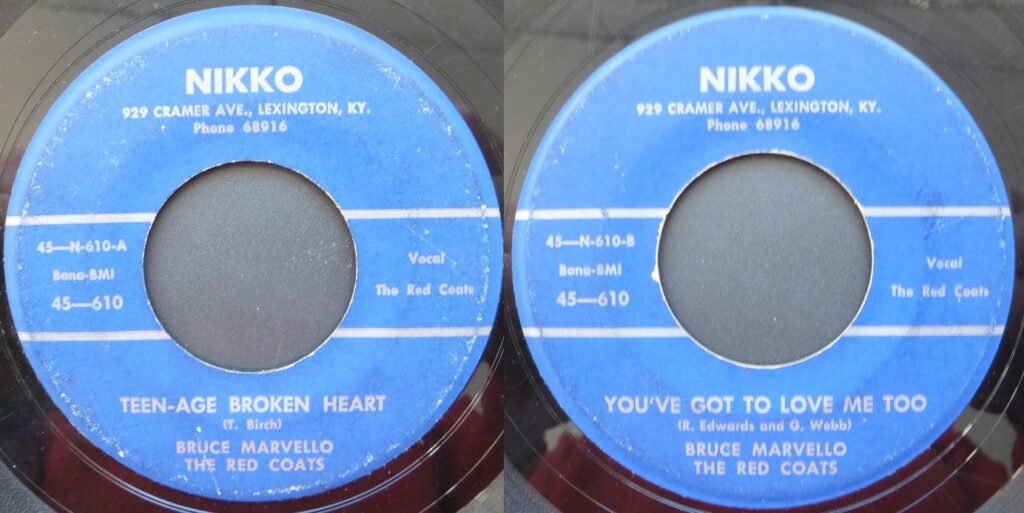 NIKKO
929 CRAMER AVE., LEXINGTON, KY.
Phone 68916
45—N-610-A
Bana-BMI
45—610
Vocal
The Red Coats
TEEN-AGE BROKEN HEART
(T. Birch)
BRUCE MARVELLO
THE RED COATS
NIKKO
929 CRAMER AVE., LEXINGTON, KY.
Phone 68916
45—N-610-B
Bana-BMI
45—610
Vocal
The Red Coats
YOU'VE GOT TO LOVE ME TOO
(R. Edwards and G. Webb)
BRUCE MARVELLO
THE RED COATS